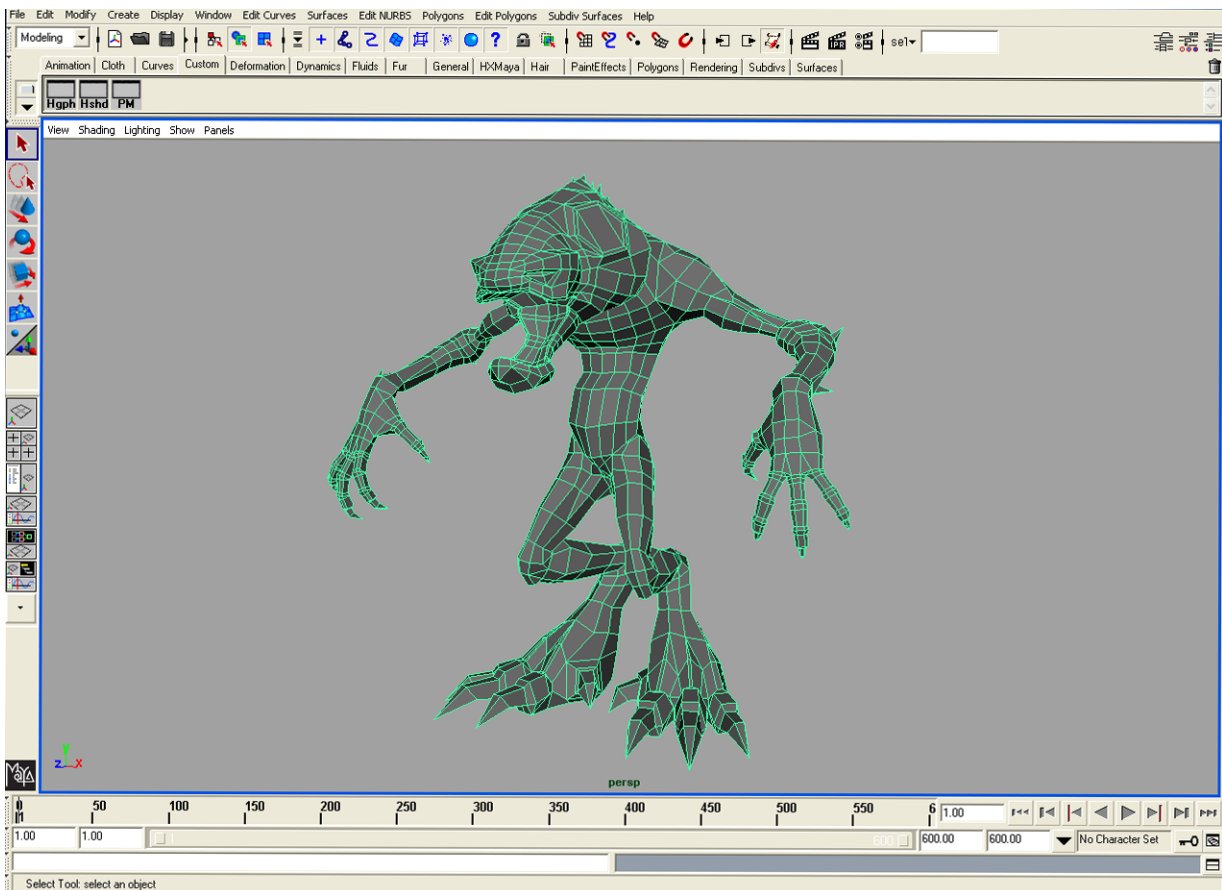 File Edit Modify Create Display Window Edit Curves Surfaces Edit NURBS Polygons Edit Polygons Subdiv Surfaces Help
Modeling sel
Animation Cloth Curves Custom Deformation Dynamics Fluids Fur General HXMaya Hair PaintEffects Polygons Rendering Subdivs Surfaces
Hgph Hshd PM
View Shading Lighting Show Panels
y
z x
MAYA
persp
0 50 100 150 200 250 300 350 400 450 500 550 6 1.00
1.00 1.00 1 600 600.00 600.00 No Character Set
Select Tool: select an object